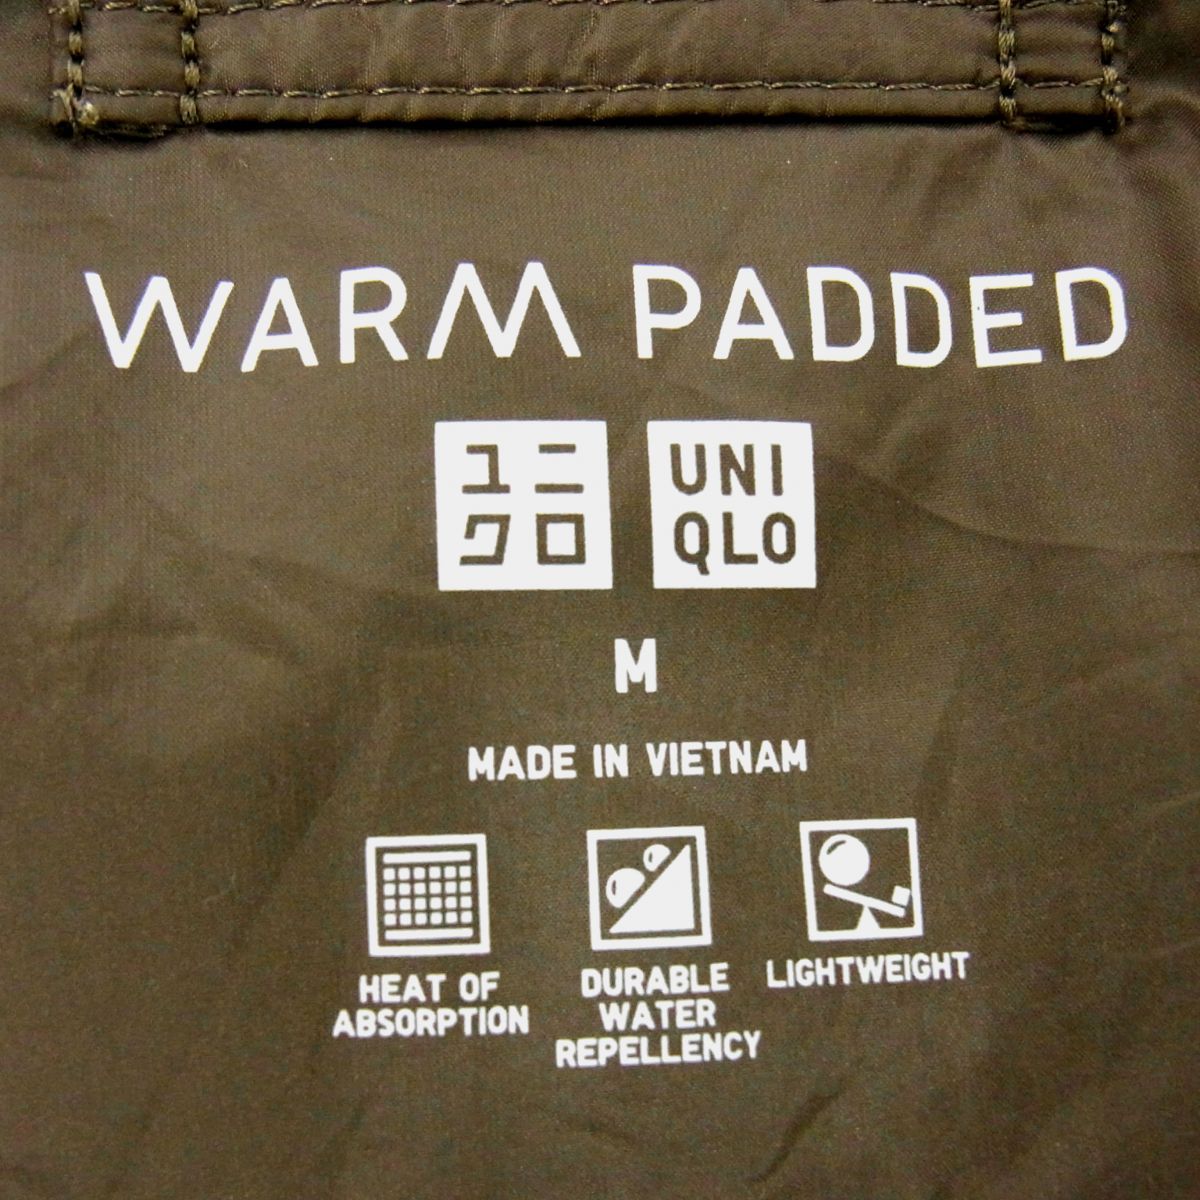 WARM PADDED
ユニ UNI
クロ QLO
M
MADE IN VIETNAM
HEAT OF
ABSORPTION
DURABLE
WATER
REPELLENCY
LIGHTWEIGHT